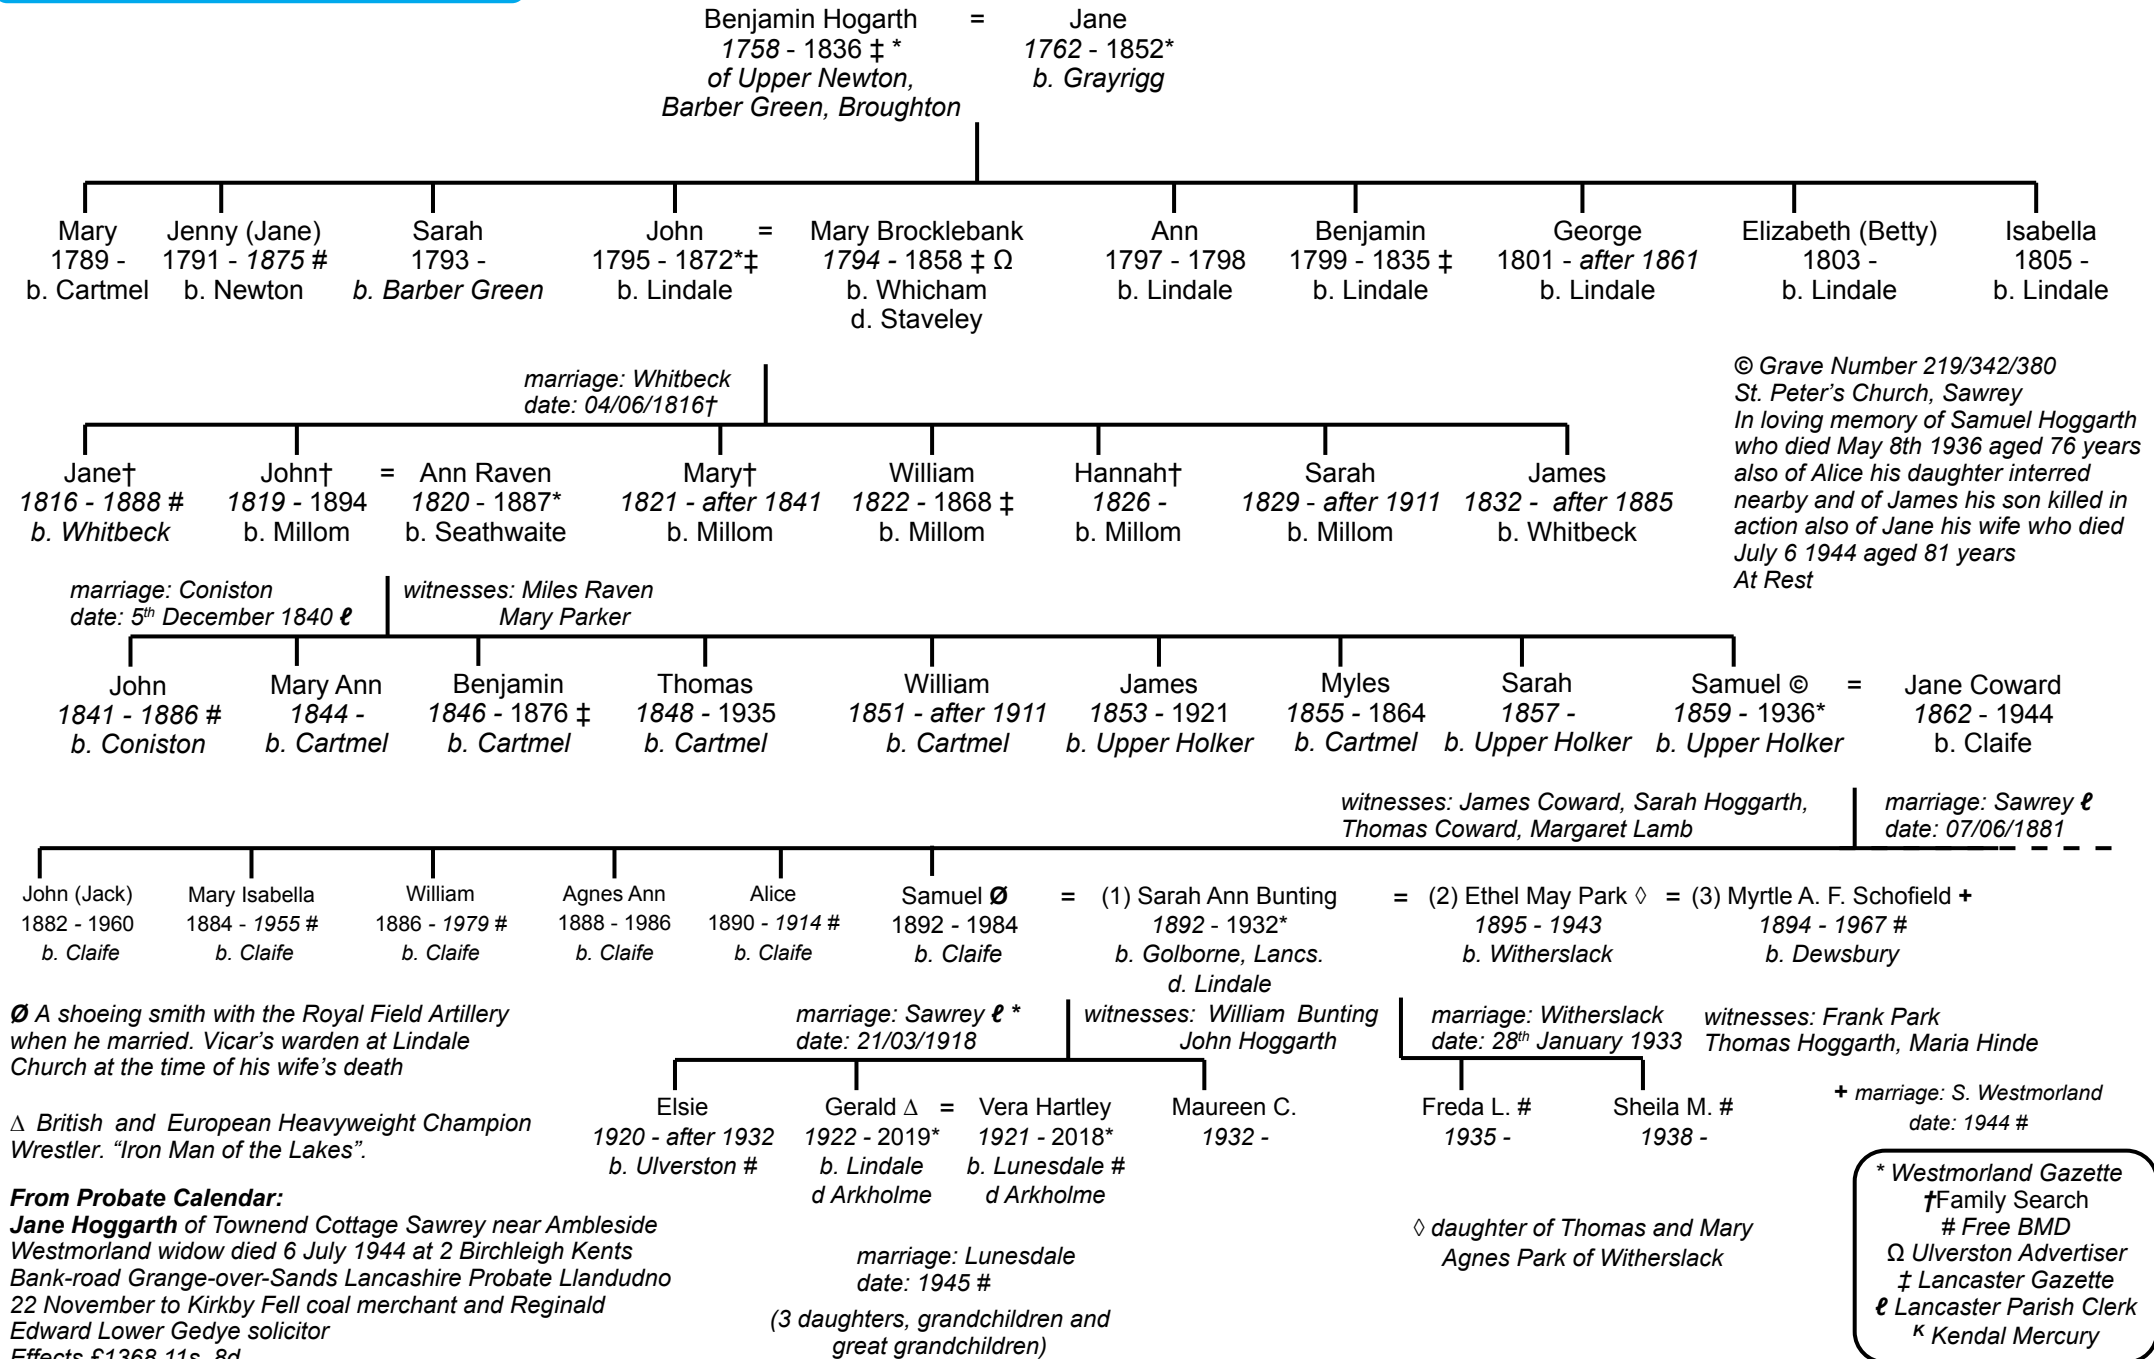 Benjamin Hogarth = Jane
1758 - 1836 ‡ * 1762 - 1852*
of Upper Newton, b. Grayrigg
Barber Green, Broughton
Mary Jenny (Jane) Sarah John = Mary Brocklebank Ann Benjamin George Elizabeth (Betty) Isabella
1789 - 1791 - 1875 # 1793 - 1795 - 1872*‡ 1794 - 1858 ‡ Ω 1797 - 1798 1799 - 1835 ‡ 1801 - after 1861 1803 - 1805 -
b. Cartmel b. Newton b. Barber Green b. Lindale b. Whicham b. Lindale b. Lindale b. Lindale b. Lindale b. Lindale
d. Staveley
marriage: Whitbeck
date: 04/06/1816†
© Grave Number 219/342/380
St. Peter's Church, Sawrey
In loving memory of Samuel Hoggarth
who died May 8th 1936 aged 76 years
also of Alice his daughter interred
nearby and of James his son killed in
action also of Jane his wife who died
July 6 1944 aged 81 years
At Rest
Jane† John† = Ann Raven Mary† William Hannah† Sarah James
1816 - 1888 # 1819 - 1894 1820 - 1887* 1821 - after 1841 1822 - 1868 ‡ 1826 - 1829 - after 1911 1832 - after 1885
b. Whitbeck b. Millom b. Seathwaite b. Millom b. Millom b. Millom b. Millom b. Whitbeck
marriage: Coniston witnesses: Miles Raven
date: 5th December 1840 ℓ Mary Parker
John Mary Ann Benjamin Thomas William James Myles Sarah Samuel © = Jane Coward
1841 - 1886 # 1844 - 1846 - 1876 ‡ 1848 - 1935 1851 - after 1911 1853 - 1921 1855 - 1864 1857 - 1859 - 1936* 1862 - 1944
b. Coniston b. Cartmel b. Cartmel b. Cartmel b. Cartmel b. Upper Holker b. Cartmel b. Upper Holker b. Upper Holker b. Claife
witnesses: James Coward, Sarah Hoggarth, marriage: Sawrey ℓ
Thomas Coward, Margaret Lamb date: 07/06/1881
John (Jack) Mary Isabella William Agnes Ann Alice Samuel Ø = (1) Sarah Ann Bunting = (2) Ethel May Park ◊ = (3) Myrtle A. F. Schofield +
1882 - 1960 1884 - 1955 # 1886 - 1979 # 1888 - 1986 1890 - 1914 # 1892 - 1984 1892 - 1932* 1895 - 1943 1894 - 1967 #
b. Claife b. Claife b. Claife b. Claife b. Claife b. Claife b. Golborne, Lancs. b. Witherslack b. Dewsbury
d. Lindale
Ø A shoeing smith with the Royal Field Artillery
when he married. Vicar's warden at Lindale
Church at the time of his wife's death
marriage: Sawrey ℓ * witnesses: William Bunting
date: 21/03/1918 John Hoggarth
marriage: Witherslack witnesses: Frank Park
date: 28th January 1933 Thomas Hoggarth, Maria Hinde
Elsie Gerald Δ = Vera Hartley Maureen C. Freda L. # Sheila M. #
1920 - after 1932 1922 - 2019* 1921 - 2018* 1932 - 1935 - 1938 -
b. Ulverston # b. Lindale b. Lunesdale #
d Arkholme d Arkholme
+ marriage: S. Westmorland
date: 1944 #
Δ British and European Heavyweight Champion
Wrestler. "Iron Man of the Lakes".
From Probate Calendar:
Jane Hoggarth of Townend Cottage Sawrey near Ambleside
Westmorland widow died 6 July 1944 at 2 Birchleigh Kents
Bank-road Grange-over-Sands Lancashire Probate Llandudno
22 November to Kirkby Fell coal merchant and Reginald
Edward Lower Gedye solicitor
Effects £1368 11s. 8d
marriage: Lunesdale
date: 1945 #
(3 daughters, grandchildren and
great grandchildren)
◊ daughter of Thomas and Mary
Agnes Park of Witherslack
* Westmorland Gazette
†Family Search
# Free BMD
Ω Ulverston Advertiser
‡ Lancaster Gazette
ℓ Lancaster Parish Clerk
K Kendal Mercury